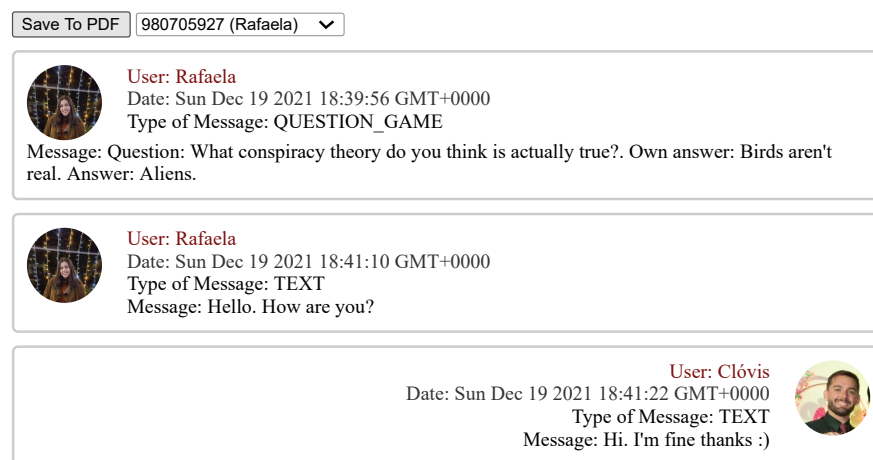 Save To PDF 980705927 (Rafaela)
User: Rafaela
Date: Sun Dec 19 2021 18:39:56 GMT+0000
Type of Message: QUESTION_GAME
Message: Question: What conspiracy theory do you think is actually true?. Own answer: Birds aren't
real. Answer: Aliens.
User: Rafaela
Date: Sun Dec 19 2021 18:41:10 GMT+0000
Type of Message: TEXT
Message: Hello. How are you?
User: Clóvis
Date: Sun Dec 19 2021 18:41:22 GMT+0000
Type of Message: TEXT
Message: Hi. I'm fine thanks :)